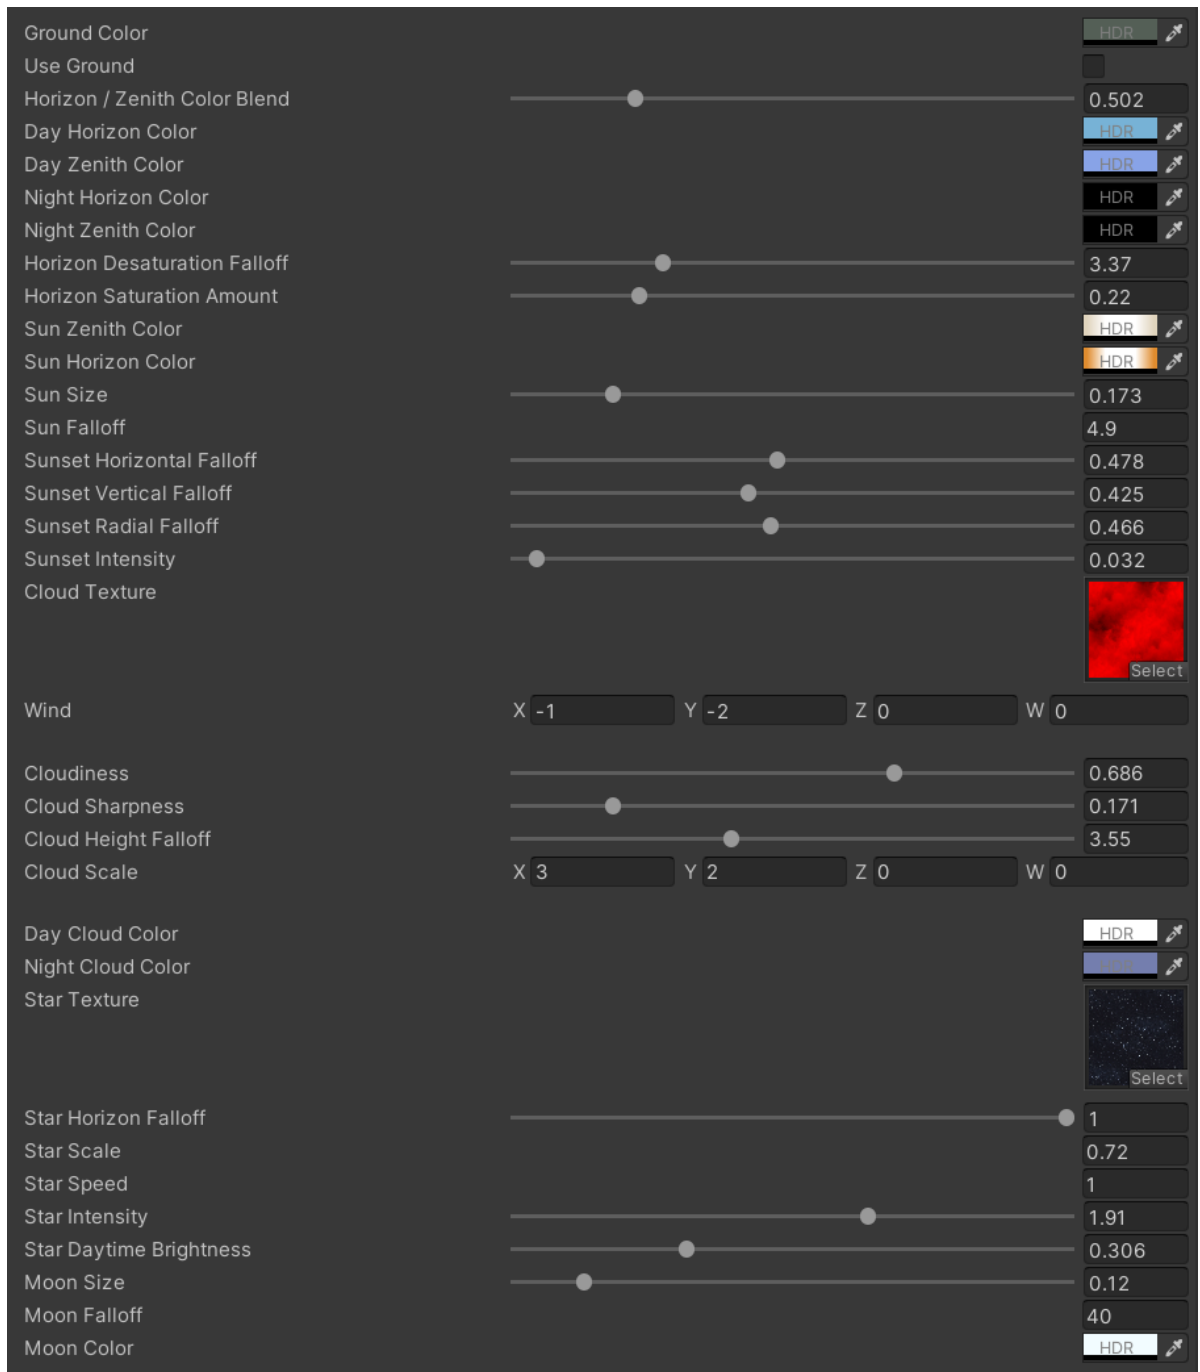 Ground Color HDR
Use Ground
Horizon / Zenith Color Blend 0.502
Day Horizon Color HDR
Day Zenith Color HDR
Night Horizon Color HDR
Night Zenith Color HDR
Horizon Desaturation Falloff 3.37
Horizon Saturation Amount 0.22
Sun Zenith Color HDR
Sun Horizon Color HDR
Sun Size 0.173
Sun Falloff 4.9
Sunset Horizontal Falloff 0.478
Sunset Vertical Falloff 0.425
Sunset Radial Falloff 0.466
Sunset Intensity 0.032
Cloud Texture
Select
Wind X -1 Y -2 Z 0 W 0
Cloudiness 0.686
Cloud Sharpness 0.171
Cloud Height Falloff 3.55
Cloud Scale X 3 Y 2 Z 0 W 0
Day Cloud Color HDR
Night Cloud Color HDR
Star Texture
Select
Star Horizon Falloff 1
Star Scale 0.72
Star Speed 1
Star Intensity 1.91
Star Daytime Brightness 0.306
Moon Size 0.12
Moon Falloff 40
Moon Color HDR